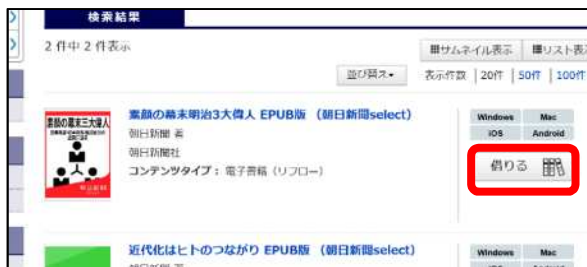 検索結果
2 件中 2 件表示
サムネイル表示 リスト表
並び替え 表示件数 20件 50件 100件
素顔の幕末明治3大偉人 EPUB版 （朝日新聞select）
朝日新聞 著
朝日新聞社
コンテンツタイプ：電子書籍（リフロー）
素顔の幕末三大偉人
Windows Mac
iOS Android
借りる
近代化はヒトのつながり EPUB版 （朝日新聞select）
朝日新聞 著
Windows Mac
iOS Android